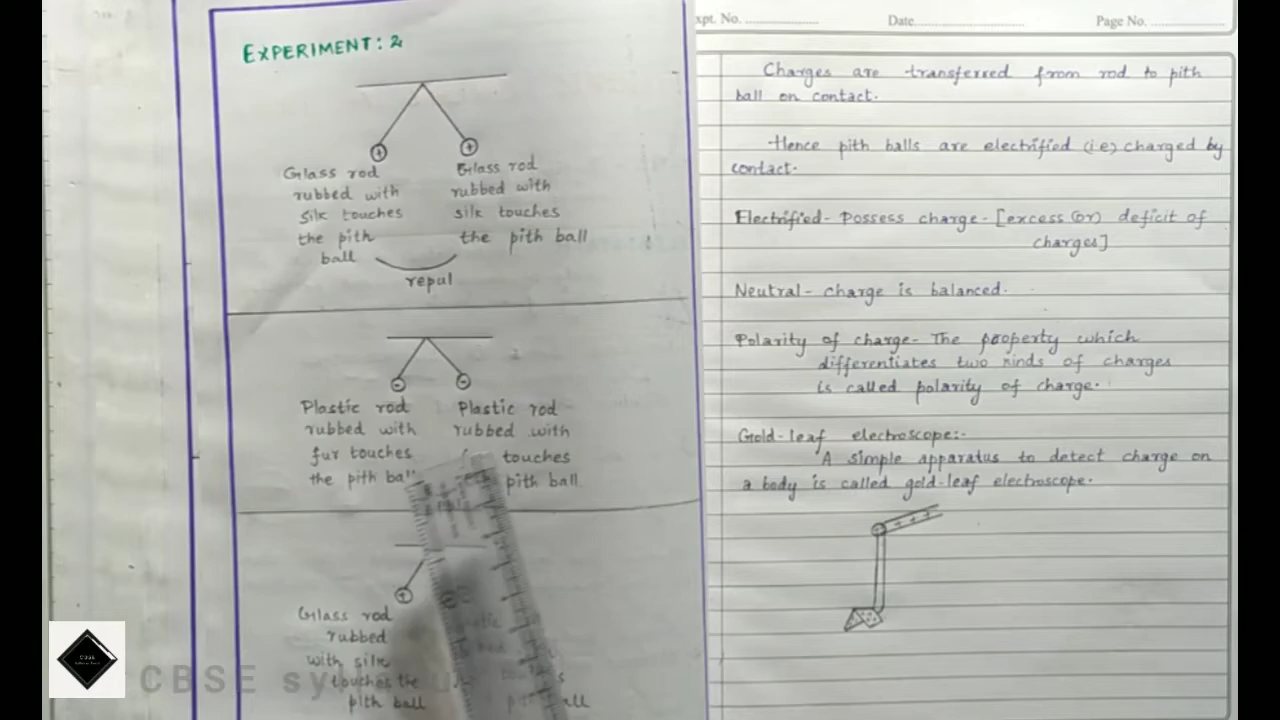 EXPERIMENT: 2
+ +
Glass rod
rubbed with
silk touches
the pith
ball
Glass rod
rubbed with
silk touches
the pith ball
repul
- -
Plastic rod
rubbed with
fur touches
the pith ball
Plastic rod
rubbed with
touches
pith ball
+
Glass rod
rubbed
with silk
touches the
pith ball
xpt. No. Date Page No.
Charges are transferred from rod to pith
ball on contact.
Hence pith balls are electrified (i.e) charged by
contact.
Electrified- Possess charge- [excess (or) deficit of
charges]
Neutral- charge is balanced.
Polarity of charge- The property which
differentiates two kinds of charges
is called polarity of charge.
Gold-leaf electroscope:-
A simple apparatus to detect charge on
a body is called gold-leaf electroscope.
+ + +
CBSE
CBSE